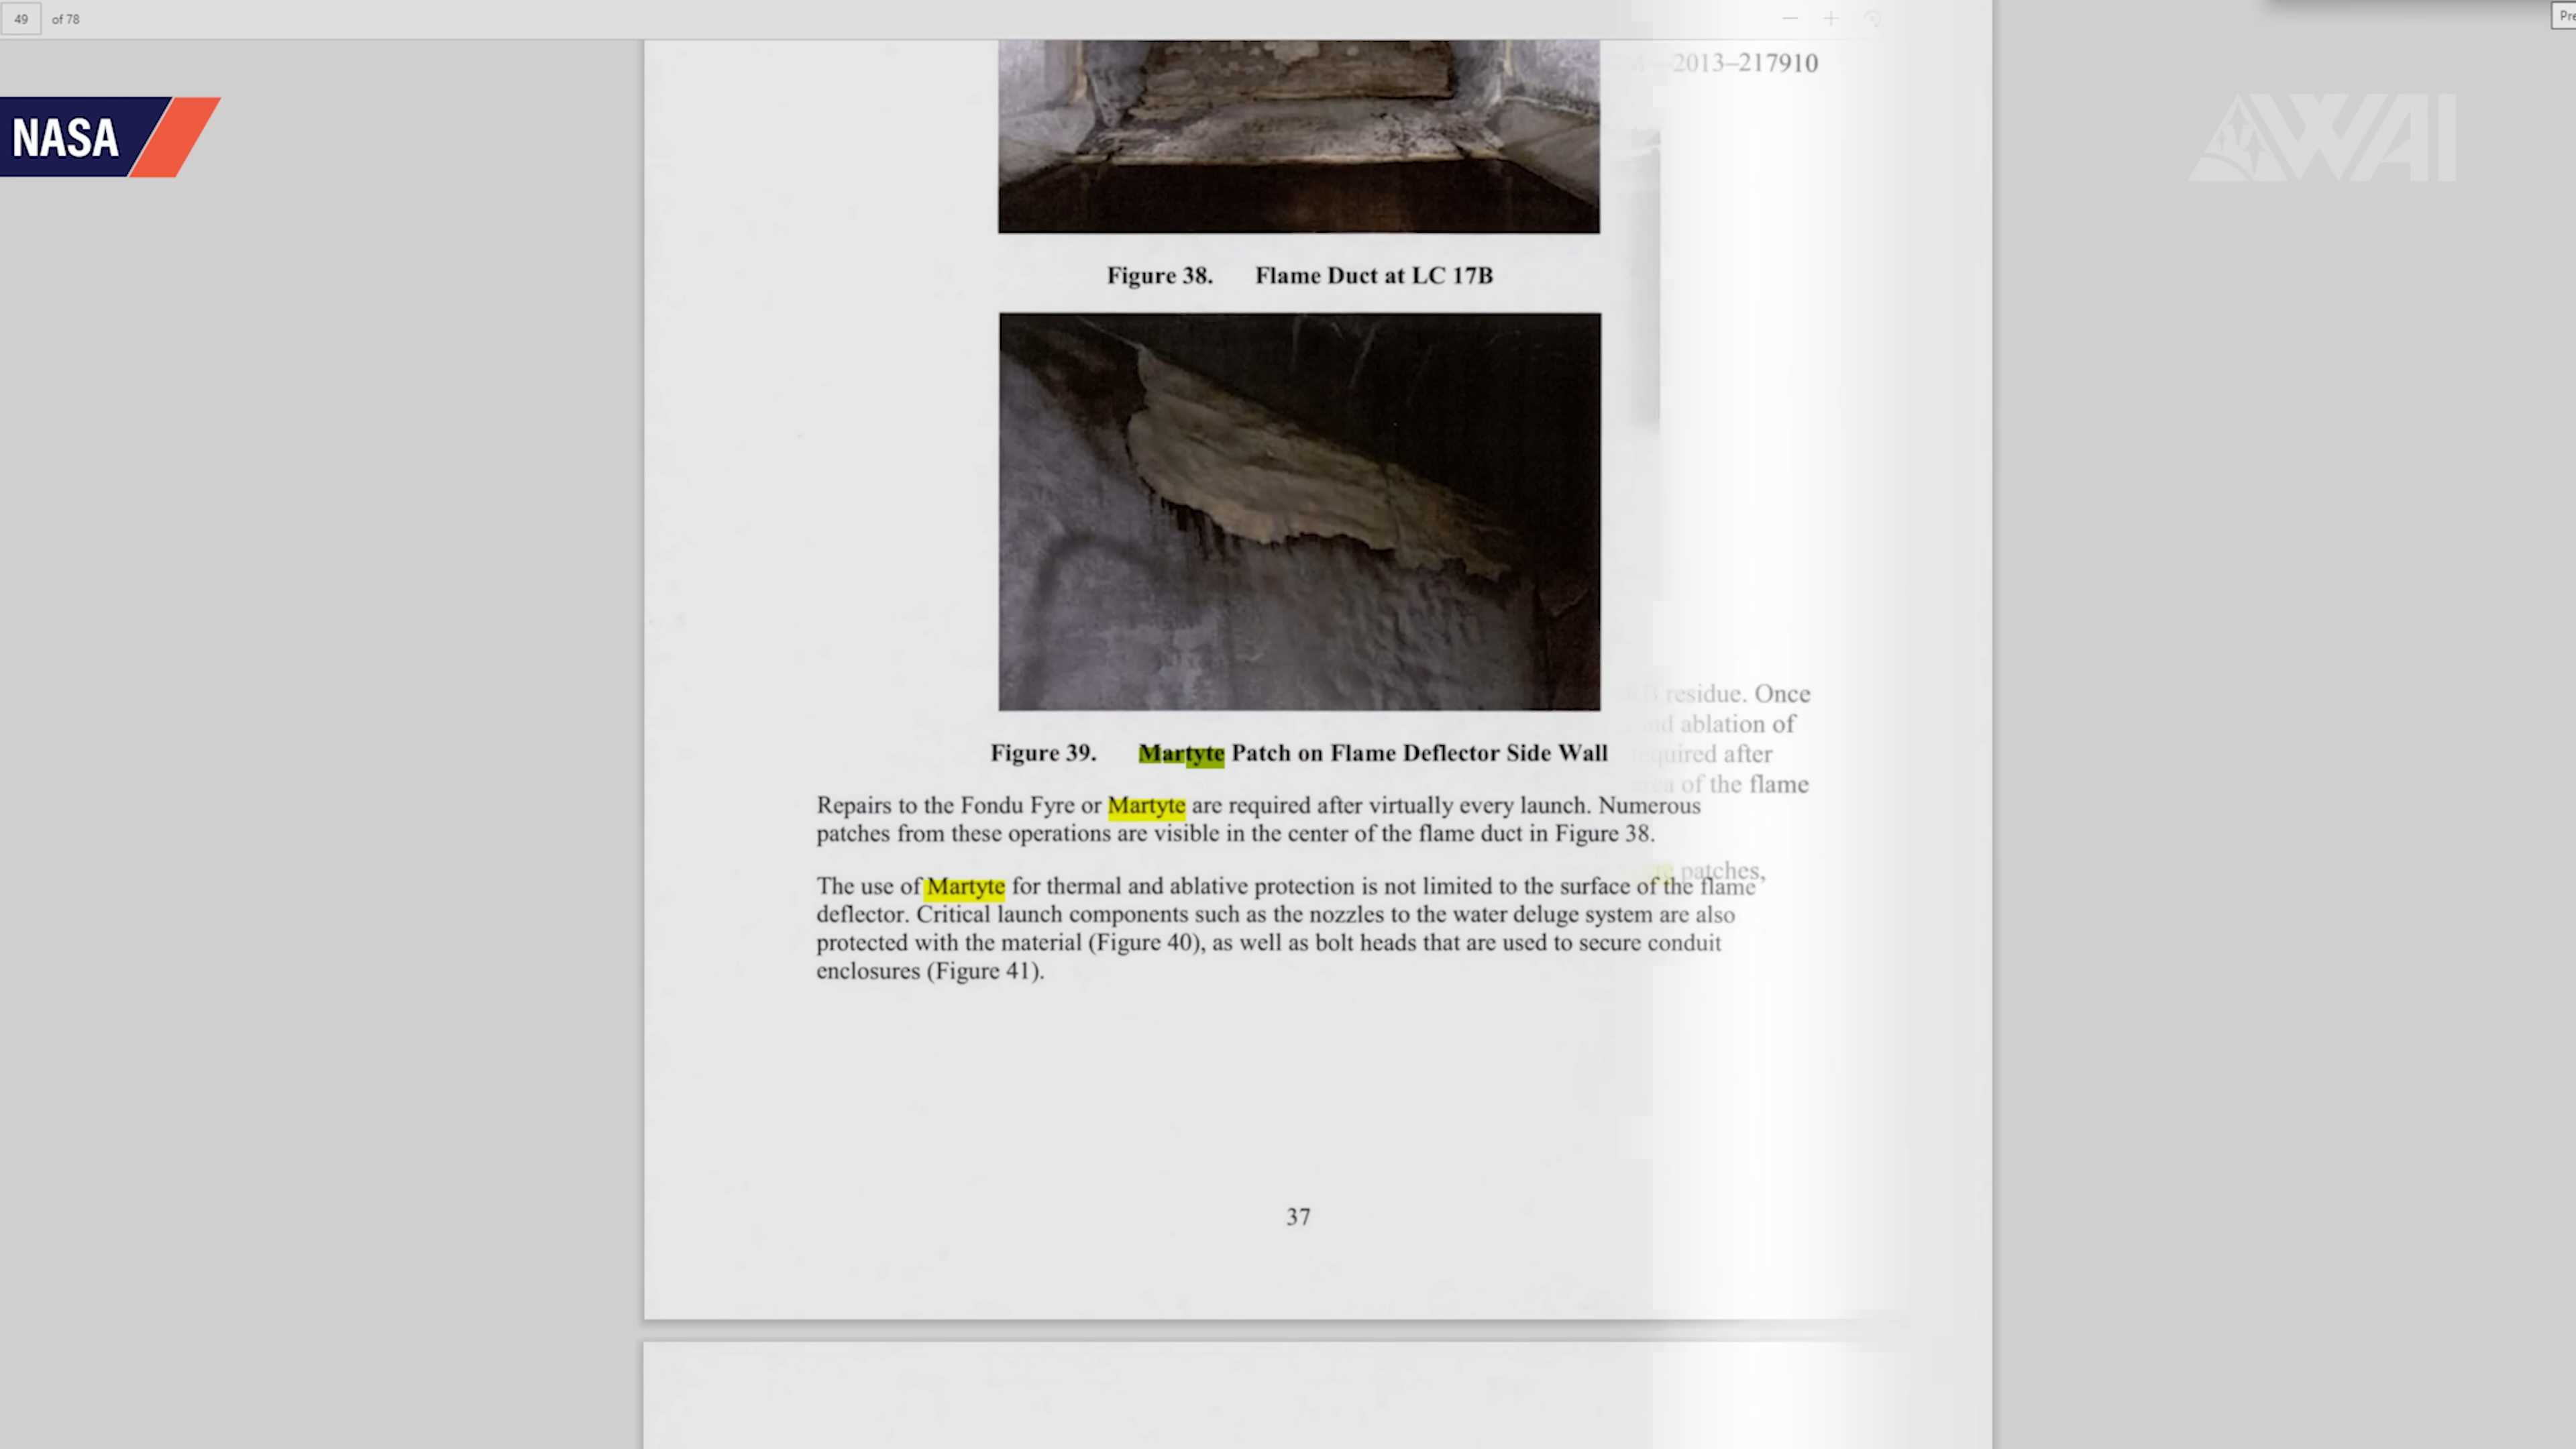 49 of 78
Pre
NASA
AWAI
2013–217910
Figure 38. Flame Duct at LC 17B
residue. Once
ablation of
after
of the flame
Figure 39. Martyte Patch on Flame Deflector Side Wall
Repairs to the Fondu Fyre or Martyte are required after virtually every launch. Numerous
patches from these operations are visible in the center of the flame duct in Figure 38.
patches,
The use of Martyte for thermal and ablative protection is not limited to the surface of the flame
deflector. Critical launch components such as the nozzles to the water deluge system are also
protected with the material (Figure 40), as well as bolt heads that are used to secure conduit
enclosures (Figure 41).
37